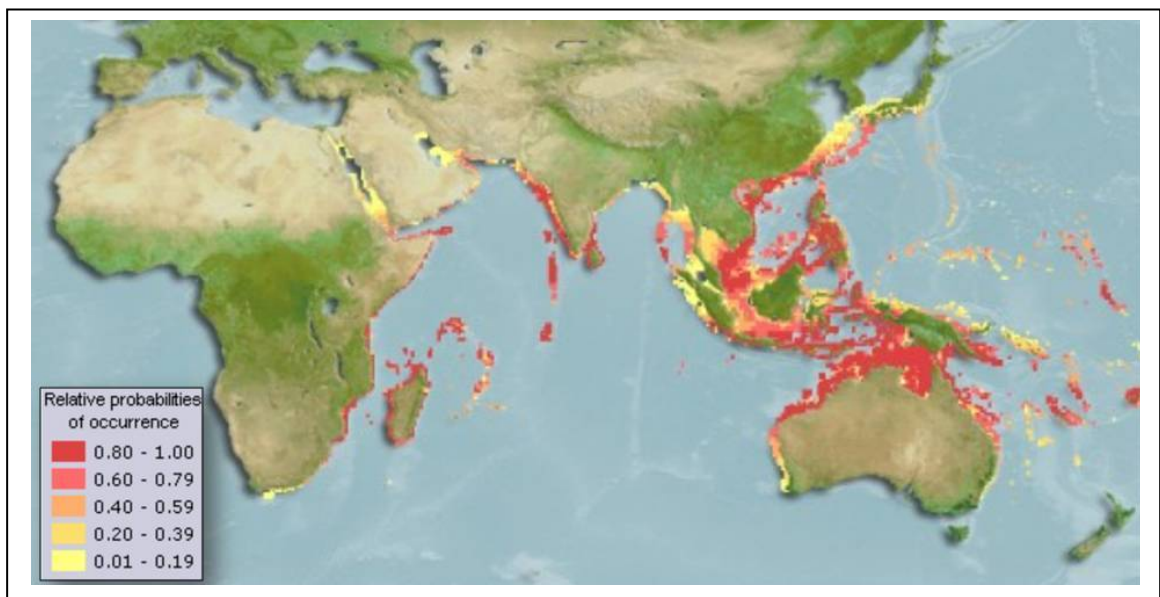 Relative probabilities
of occurrence
0.80 - 1.00
0.60 - 0.79
0.40 - 0.59
0.20 - 0.39
0.01 - 0.19